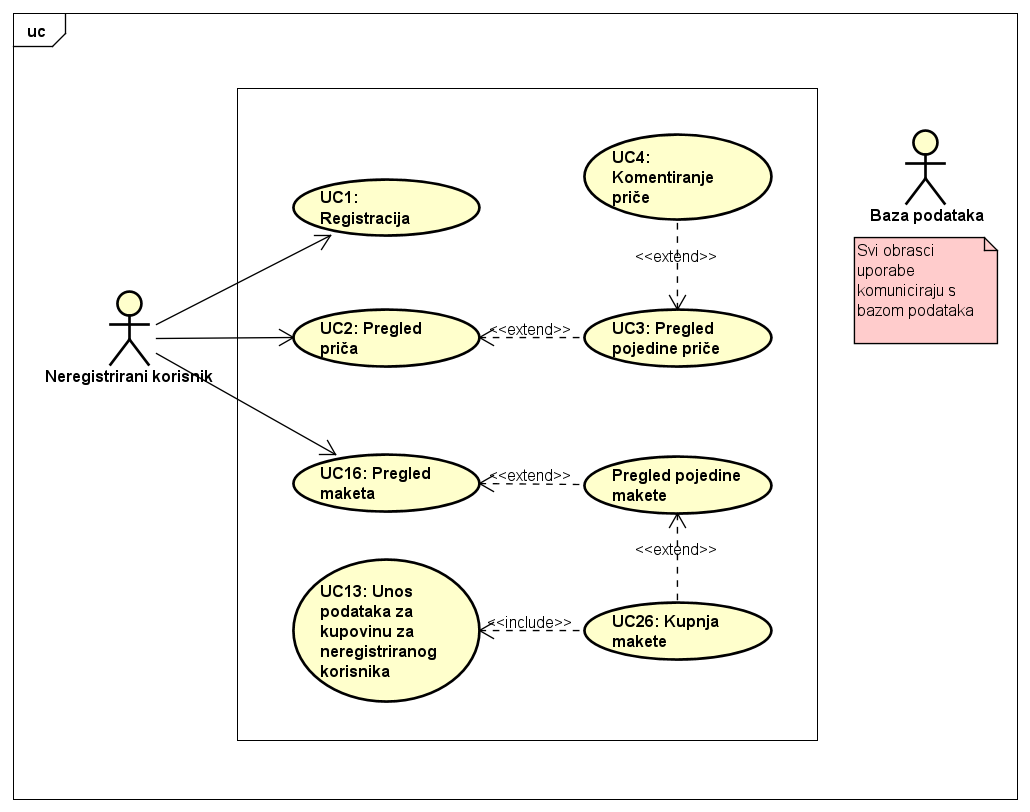 uc
UC4:
Komentiranje
priče
UC1:
Registracija
Baza podataka
Svi obrasci
uporabe
komuniciraju s
bazom podataka
<<extend>>
UC2: Pregled
priča
<<extend>>
UC3: Pregled
pojedine priče
Neregistrirani korisnik
UC16: Pregled
maketa
<<extend>>
Pregled pojedine
makete
<<extend>>
UC13: Unos
podataka za
kupovinu za
neregistriranog
korisnika
<<include>>
UC26: Kupnja
makete